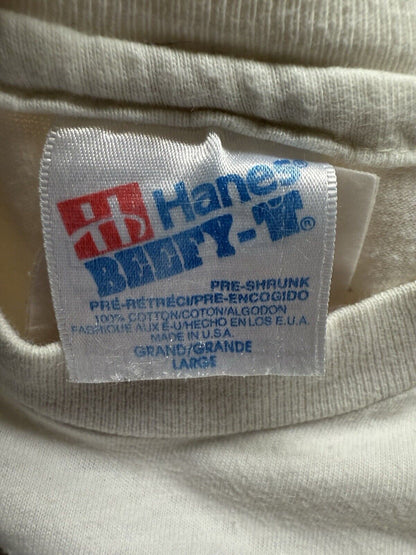 Hanes®
BEEFY-T®
PRE-SHRUNK
PRÉ-RÉTRÉCI/PRE-ENCOGIDO
100% COTTON/COTON/ALGODON
FABRIQUE AUX É-U/HECHO EN LOS E.U.A.
MADE IN U.S.A.
GRAND/GRANDE
LARGE